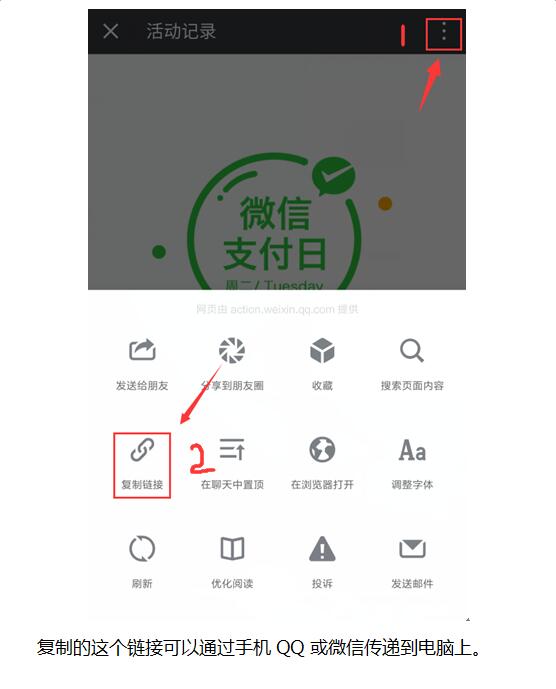 活动记录
1
微信
支付日
周二/ Tuesday
网页由 action.weixin.qq.com 提供
发送给朋友 分享到朋友圈 收藏 搜索页面内容
2
Aa
复制链接 在聊天中置顶 在浏览器打开 调整字体
刷新 优化阅读 投诉 发送邮件
复制的这个链接可以通过手机 QQ 或微信传递到电脑上。